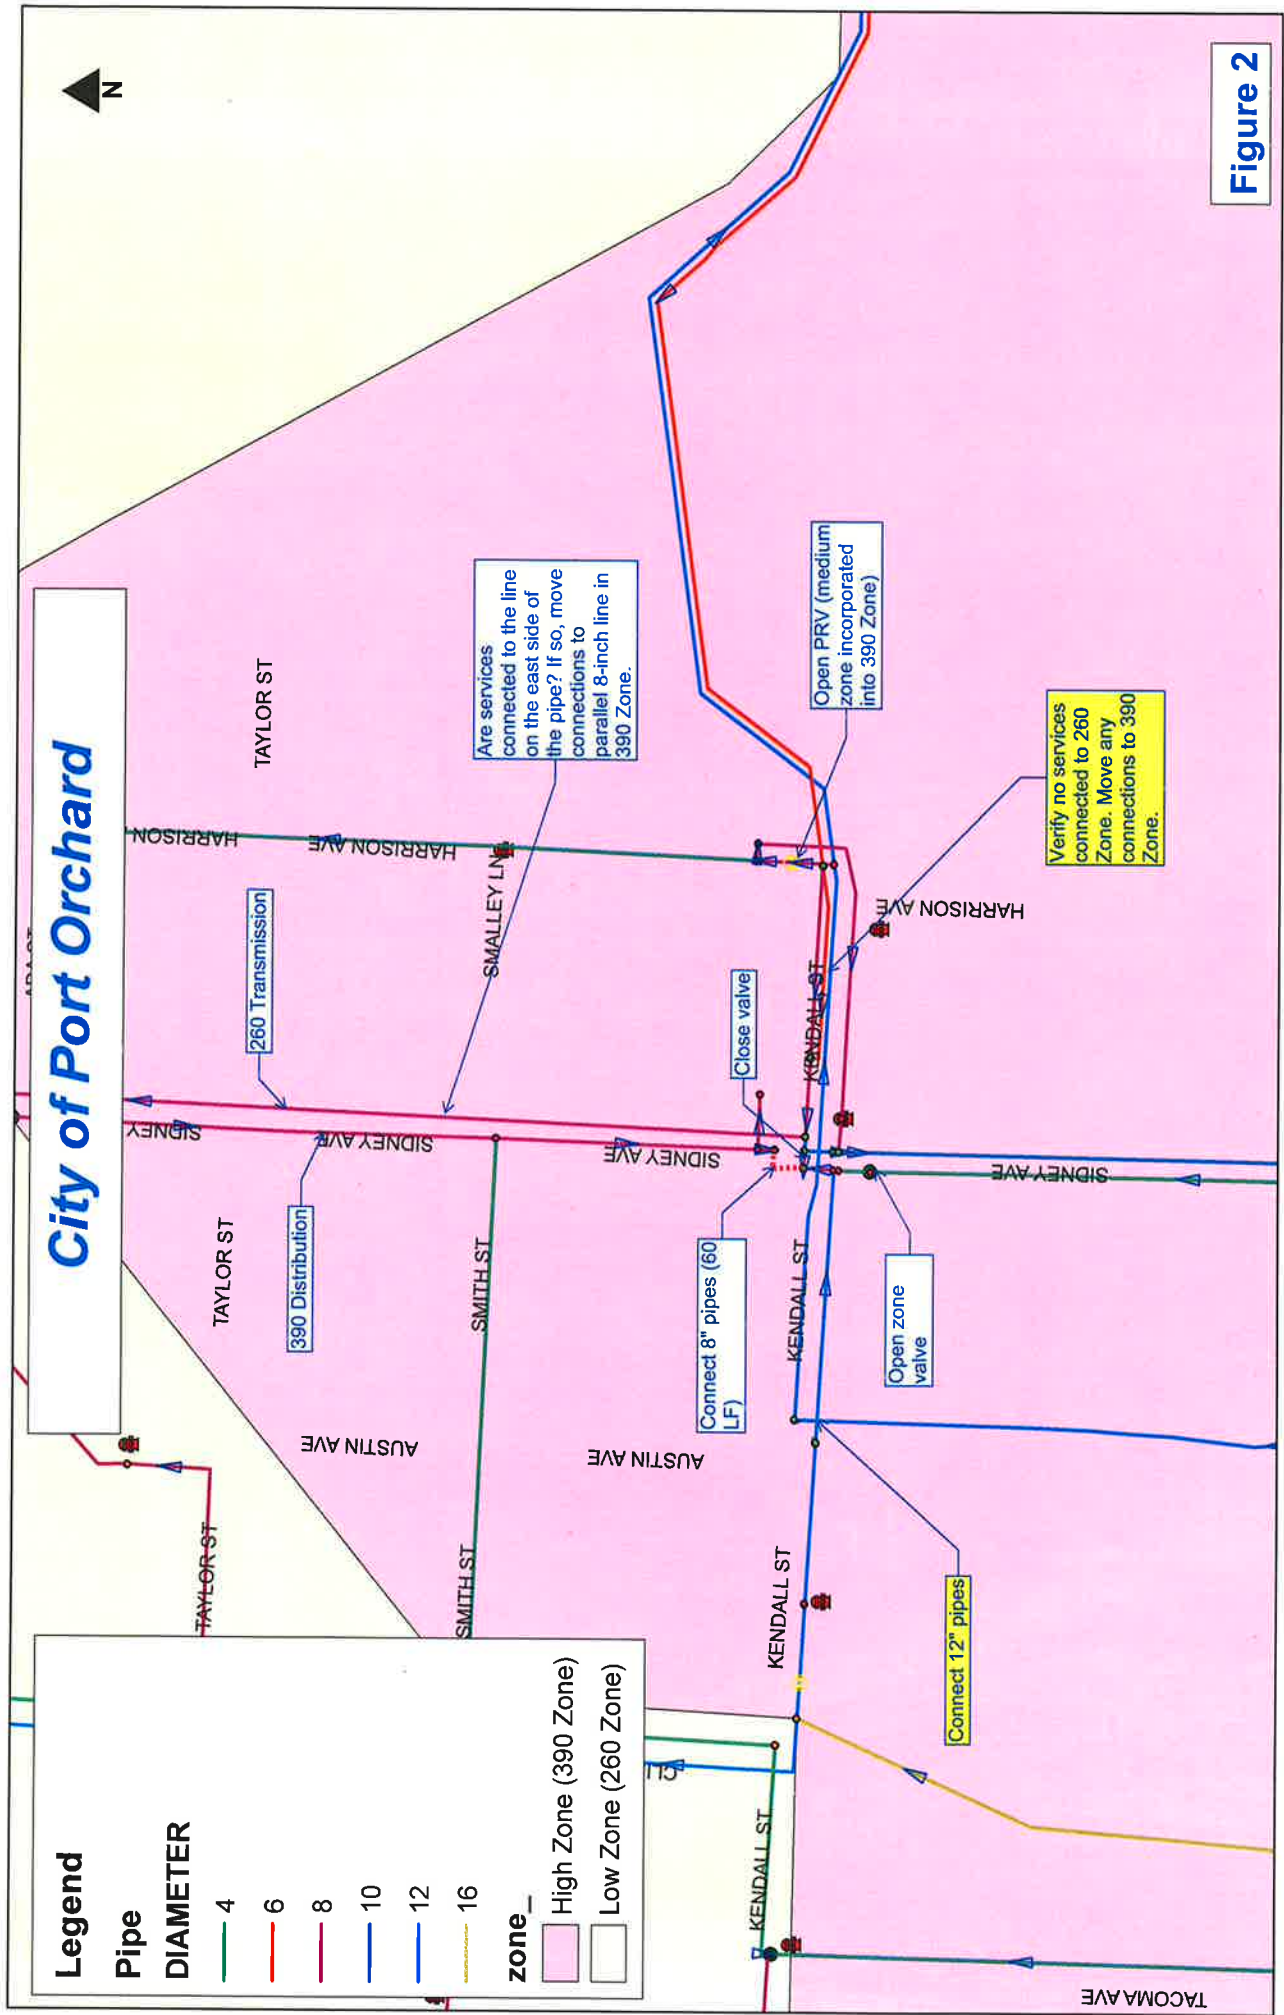 City of Port Orchard
N
Legend
Pipe
DIAMETER
4
6
8
10
12
16
zone_
High Zone (390 Zone)
Low Zone (260 Zone)
TAYLOR ST
TAYLOR ST
TAYLOR ST
390 Distribution
260 Transmission
SIDNEY
SIDNEY AVE
SIDNEY AVE
SIDNEY AVE
HARRISON
HARRISON AVE
HARRISON AVE
AUSTIN AVE
AUSTIN AVE
SMITH ST
SMITH ST
SMALLEY LN
Are services
connected to the line
on the east side of
the pipe? If so, move
connections to
parallel 8-inch line in
390 Zone.
Connect 8" pipes (60
LF)
Close valve
Open PRV (medium
zone incorporated
into 390 Zone)
KENDALL ST
KENDALL ST
KENDALL ST
KENDALL ST
Open zone
valve
Connect 12" pipes
HARRISON AVE
Verify no services
connected to 260
Zone. Move any
connections to 390
Zone.
TACOMA AVE
Figure 2